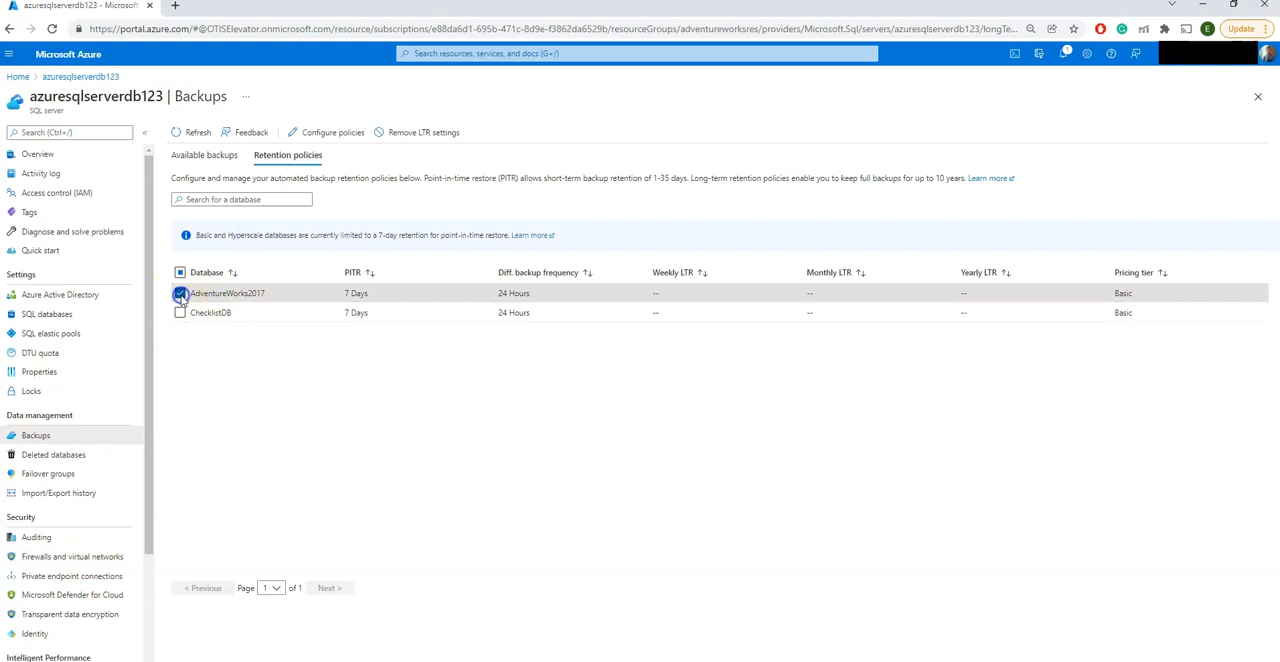 azuresqlserverdb123 - Microsoft
https://portal.azure.com/#@OTISElevator.onmicrosoft.com/resource/subscriptions/e88da6d1-695b-471c-8d9e-f3862da6529b/resourceGroups/adventureworksres/providers/Microsoft.Sql/servers/azuresqlserverdb123/longTe...
E
Update
Microsoft Azure
Search resources, services, and docs (G+/)
1
Home > azuresqlserverdb123
azuresqlserverdb123 | Backups ...
SQL server
Search (Ctrl+/)
«
Refresh
Feedback
Configure policies
Remove LTR settings
Overview
Activity log
Access control (IAM)
Tags
Diagnose and solve problems
Quick start
Settings
Azure Active Directory
SQL databases
SQL elastic pools
DTU quota
Properties
Locks
Data management
Backups
Deleted databases
Failover groups
Import/Export history
Security
Auditing
Firewalls and virtual networks
Private endpoint connections
Microsoft Defender for Cloud
Transparent data encryption
Identity
Intelligent Performance
Available backups
Retention policies
Configure and manage your automated backup retention policies below. Point-in-time restore (PITR) allows short-term backup retention of 1-35 days. Long-term retention policies enable you to keep full backups for up to 10 years. Learn more
Search for a database
Basic and Hyperscale databases are currently limited to a 7-day retention for point-in-time restore. Learn more
Database PITR Diff. backup frequency Weekly LTR Monthly LTR Yearly LTR Pricing tier
AdventureWorks2017 7 Days 24 Hours -- -- -- Basic
ChecklistDB 7 Days 24 Hours -- -- -- Basic
< Previous Page 1 of 1 Next >